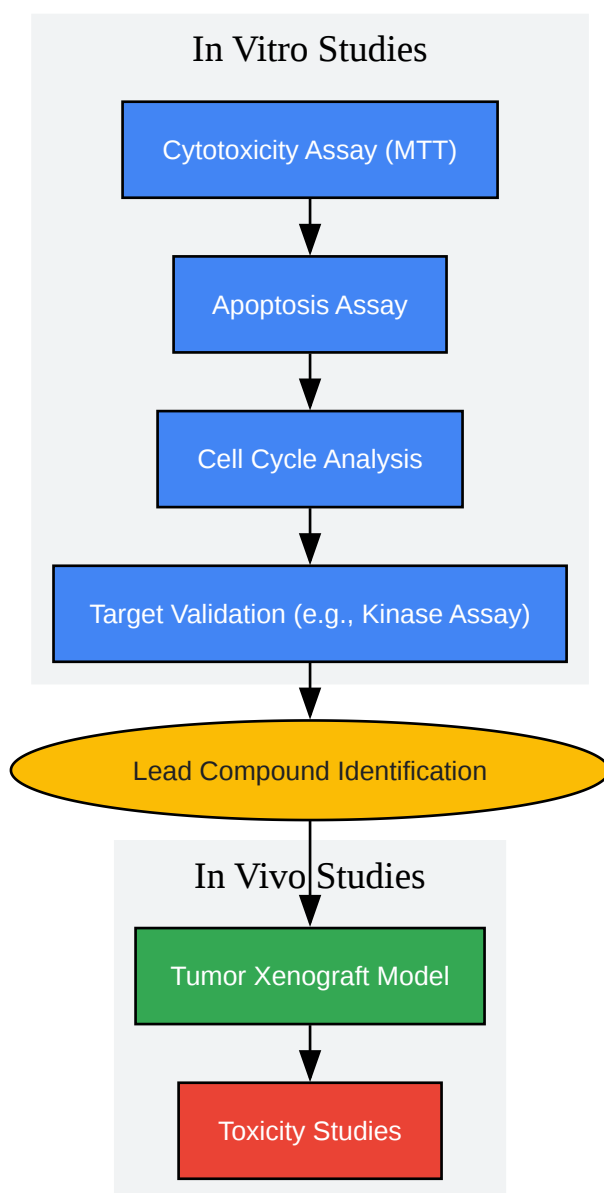 In Vitro Studies
Cytotoxicity Assay (MTT)
Apoptosis Assay
Cell Cycle Analysis
Target Validation (e.g., Kinase Assay)
Lead Compound Identification
In Vivo Studies
Tumor Xenograft Model
Toxicity Studies